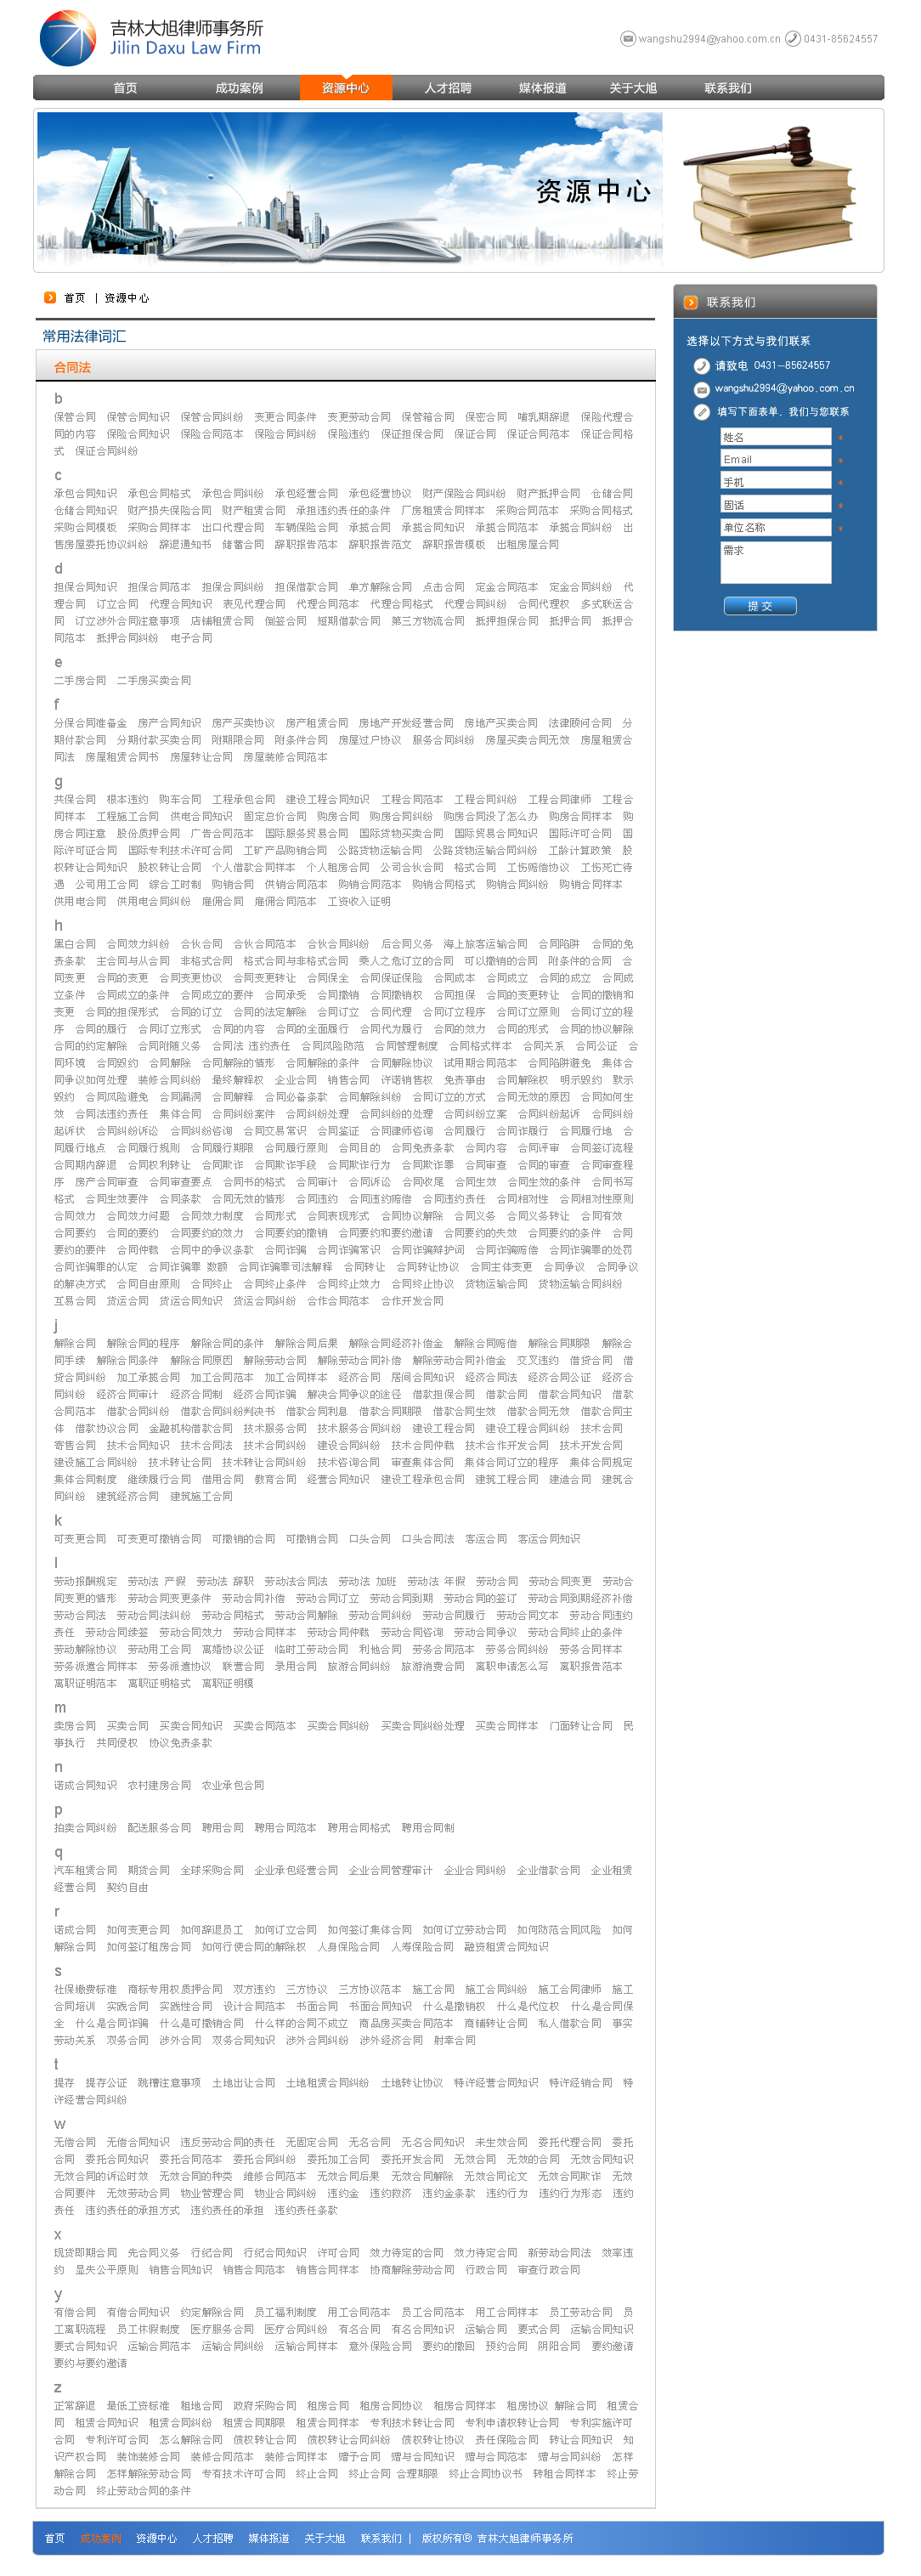 吉林大旭律师事务所
Jilin Daxu Law Firm
wangshu2994@yahoo.com.cn 0431-85624557
首页 成功案例 资源中心 人才招聘 媒体报道 关于大旭 联系我们
资源中心
首页 | 资源中心
常用法律词汇
合同法
b
保管合同 保管合同知识 保管合同纠纷 变更合同条件 变更劳动合同 保管箱合同 保密合同 哺乳期辞退 保险代理合
同的内容 保险合同知识 保险合同范本 保险合同纠纷 保险违约 保证担保合同 保证合同 保证合同范本 保证合同格
式 保证合同纠纷
c
承包合同知识 承包合同格式 承包合同纠纷 承包经营合同 承包经营协议 财产保险合同纠纷 财产抵押合同 仓储合同
仓储合同知识 财产损失保险合同 财产租赁合同 承担违约责任的条件 厂房租赁合同样本 采购合同范本 采购合同格式
采购合同模板 采购合同样本 出口代理合同 车辆保险合同 承揽合同 承揽合同知识 承揽合同范本 承揽合同纠纷 出
售房屋委托协议纠纷 辞退通知书 储蓄合同 辞职报告范本 辞职报告范文 辞职报告模板 出租房屋合同
d
担保合同知识 担保合同范本 担保合同纠纷 担保借款合同 单方解除合同 点击合同 定金合同范本 定金合同纠纷 代
理合同 订立合同 代理合同知识 表见代理合同 代理合同范本 代理合同格式 代理合同纠纷 合同代理权 多式联运合
同 订立涉外合同注意事项 店铺租赁合同 倒签合同 短期借款合同 第三方物流合同 抵押担保合同 抵押合同 抵押合
同范本 抵押合同纠纷 电子合同
e
二手房合同 二手房买卖合同
f
分保合同准备金 房产合同知识 房产买卖协议 房产租赁合同 房地产开发经营合同 房地产买卖合同 法律顾问合同 分
期付款合同 分期付款买卖合同 附期限合同 附条件合同 房屋过户协议 服务合同纠纷 房屋买卖合同无效 房屋租赁合
同法 房屋租赁合同书 房屋转让合同 房屋装修合同范本
g
共保合同 根本违约 购车合同 工程承包合同 建设工程合同知识 工程合同范本 工程合同纠纷 工程合同律师 工程合
同样本 工程施工合同 供电合同知识 固定总价合同 购房合同 购房合同纠纷 购房合同没了怎么办 购房合同样本 购
房合同注意 股份质押合同 广告合同范本 国际服务贸易合同 国际货物买卖合同 国际贸易合同知识 国际许可合同 国
际许可证合同 国际专利技术许可合同 工矿产品购销合同 公路货物运输合同 公路货物运输合同纠纷 工龄计算政策 股
权转让合同知识 股权转让合同 个人借款合同样本 个人租房合同 公司合伙合同 格式合同 工伤赔偿协议 工伤死亡待
遇 公司用工合同 综合工时制 购销合同 供销合同范本 购销合同范本 购销合同格式 购销合同纠纷 购销合同样本
供用电合同 供用电合同纠纷 雇佣合同 雇佣合同范本 工资收入证明
h
黑白合同 合同效力纠纷 合伙合同 合伙合同范本 合伙合同纠纷 后合同义务 海上旅客运输合同 合同陷阱 合同的免
责条款 主合同与从合同 非格式合同 格式合同与非格式合同 乘人之危订立的合同 可以撤销的合同 附条件的合同 合
同变更 合同的变更 合同变更协议 合同变更转让 合同保全 合同保证保险 合同成本 合同成立 合同的成立 合同成
立条件 合同成立的条件 合同成立的要件 合同承受 合同撤销 合同撤销权 合同担保 合同的变更转让 合同的撤销和
变更 合同的担保形式 合同的订立 合同的法定解除 合同订立 合同代理 合同订立程序 合同订立原则 合同订立的程
序 合同的履行 合同订立形式 合同的内容 合同的全面履行 合同代为履行 合同的效力 合同的形式 合同的协议解除
合同的约定解除 合同附随义务 合同法 违约责任 合同风险防范 合同管理制度 合同格式样本 合同关系 合同公证 合
同环境 合同毁约 合同解除 合同解除的情形 合同解除的条件 合同解除协议 试用期合同范本 合同陷阱避免 集体合
同争议如何处理 装修合同纠纷 最终解释权 企业合同 销售合同 许诺销售权 免责事由 合同解除权 明示毁约 默示
毁约 合同风险避免 合同漏洞 合同解释 合同必备条款 合同解除纠纷 合同订立的方式 合同无效的原因 合同如何生
效 合同法违约责任 集体合同 合同纠纷案件 合同纠纷处理 合同纠纷的处理 合同纠纷立案 合同纠纷起诉 合同纠纷
起诉状 合同纠纷诉讼 合同纠纷咨询 合同交易常识 合同鉴证 合同律师咨询 合同履行 合同诈履行 合同履行地 合
同履行地点 合同履行规则 合同履行期限 合同履行原则 合同目的 合同免责条款 合同内容 合同评审 合同签订流程
合同期内辞退 合同权利转让 合同欺诈 合同欺诈手段 合同欺诈行为 合同欺诈罪 合同审查 合同的审查 合同审查程
序 房产合同审查 合同审查要点 合同书的格式 合同审计 合同诉讼 合同收尾 合同生效 合同生效的条件 合同书写
格式 合同生效要件 合同条款 合同无效的情形 合同违约 合同违约赔偿 合同违约责任 合同相对性 合同相对性原则
合同效力 合同效力问题 合同效力制度 合同形式 合同表现形式 合同协议解除 合同义务 合同义务转让 合同有效
合同要约 合同的要约 合同要约的效力 合同要约的撤销 合同要约和要约邀请 合同要约的失效 合同要约的条件 合同
要约的要件 合同仲裁 合同中的争议条款 合同诈骗 合同诈骗常识 合同诈骗辩护词 合同诈骗赔偿 合同诈骗罪的处罚
合同诈骗罪的认定 合同诈骗罪 数额 合同诈骗罪司法解释 合同转让 合同转让协议 合同主体变更 合同争议 合同争议
的解决方式 合同自由原则 合同终止 合同终止条件 合同终止效力 合同终止协议 货物运输合同 货物运输合同纠纷
互易合同 货运合同 货运合同知识 货运合同纠纷 合作合同范本 合作开发合同
j
解除合同 解除合同的程序 解除合同的条件 解除合同后果 解除合同经济补偿金 解除合同赔偿 解除合同期限 解除合
同手续 解除合同条件 解除合同原因 解除劳动合同 解除劳动合同补偿 解除劳动合同补偿金 交叉违约 借贷合同 借
贷合同纠纷 加工承揽合同 加工合同范本 加工合同样本 经济合同 居间合同知识 经济合同法 经济合同公证 经济合
同纠纷 经济合同审计 经济合同制 经济合同诈骗 解决合同争议的途径 借款担保合同 借款合同 借款合同知识 借款
合同范本 借款合同纠纷 借款合同纠纷判决书 借款合同利息 借款合同期限 借款合同生效 借款合同无效 借款合同主
体 借款协议合同 金融机构借款合同 技术服务合同 技术服务合同纠纷 建设工程合同 建设工程合同纠纷 技术合同
寄售合同 技术合同知识 技术合同法 技术合同纠纷 建设合同纠纷 技术合同仲裁 技术合作开发合同 技术开发合同
建设施工合同纠纷 技术转让合同 技术转让合同纠纷 技术咨询合同 审查集体合同 集体合同订立的程序 集体合同规定
集体合同制度 继续履行合同 借用合同 教育合同 经营合同知识 建设工程承包合同 建筑工程合同 建造合同 建筑合
同纠纷 建筑经济合同 建筑施工合同
k
可变更合同 可变更可撤销合同 可撤销的合同 可撤销合同 口头合同 口头合同法 客运合同 客运合同知识
l
劳动报酬规定 劳动法 产假 劳动法 辞职 劳动法合同法 劳动法 加班 劳动法 年假 劳动合同 劳动合同变更 劳动合
同变更的情形 劳动合同变更条件 劳动合同补偿 劳动合同订立 劳动合同到期 劳动合同的签订 劳动合同到期经济补偿
劳动合同法 劳动合同法纠纷 劳动合同格式 劳动合同解除 劳动合同纠纷 劳动合同履行 劳动合同文本 劳动合同违约
责任 劳动合同续签 劳动合同效力 劳动合同样本 劳动合同仲裁 劳动合同咨询 劳动合同争议 劳动合同终止的条件
劳动解除协议 劳动用工合同 离婚协议公证 临时工劳动合同 利他合同 劳务合同范本 劳务合同纠纷 劳务合同样本
劳务派遣合同样本 劳务派遣协议 联营合同 录用合同 旅游合同纠纷 旅游消费合同 离职申请怎么写 离职报告范本
离职证明范本 离职证明格式 离职证明模
m
卖房合同 买卖合同 买卖合同知识 买卖合同范本 买卖合同纠纷 买卖合同纠纷处理 买卖合同样本 门面转让合同 民
事执行 共同侵权 协议免责条款
n
诺成合同知识 农村建房合同 农业承包合同
p
拍卖合同纠纷 配送服务合同 聘用合同 聘用合同范本 聘用合同格式 聘用合同制
q
汽车租赁合同 期货合同 全球采购合同 企业承包经营合同 企业合同管理审计 企业合同纠纷 企业借款合同 企业租赁
经营合同 契约自由
r
诺成合同 如何变更合同 如何辞退员工 如何订立合同 如何签订集体合同 如何订立劳动合同 如何防范合同风险 如何
解除合同 如何签订租房合同 如何行使合同的解除权 人身保险合同 人寿保险合同 融资租赁合同知识
s
社保缴费标准 商标专用权质押合同 双方违约 三方协议 三方协议范本 施工合同 施工合同纠纷 施工合同律师 施工
合同培训 实践合同 实践性合同 设计合同范本 书面合同 书面合同知识 什么是撤销权 什么是代位权 什么是合同保
全 什么是合同诈骗 什么是可撤销合同 什么样的合同不成立 商品房买卖合同范本 商铺转让合同 私人借款合同 事实
劳动关系 双务合同 涉外合同 双务合同知识 涉外合同纠纷 涉外经济合同 射幸合同
t
提存 提存公证 跳槽注意事项 土地出让合同 土地租赁合同纠纷 土地转让协议 特许经营合同知识 特许经销合同 特
许经营合同纠纷
w
无偿合同 无偿合同知识 违反劳动合同的责任 无固定合同 无名合同 无名合同知识 未生效合同 委托代理合同 委托
合同 委托合同知识 委托合同范本 委托合同纠纷 委托加工合同 委托开发合同 无效合同 无效的合同 无效合同知识
无效合同的诉讼时效 无效合同的种类 维修合同范本 无效合同后果 无效合同解除 无效合同论文 无效合同欺诈 无效
合同要件 无效劳动合同 物业管理合同 物业合同纠纷 违约金 违约救济 违约金条款 违约行为 违约行为形态 违约
责任 违约责任的承担方式 违约责任的承担 违约责任条款
x
现货即期合同 先合同义务 行纪合同 行纪合同知识 许可合同 效力待定的合同 效力待定合同 新劳动合同法 效率违
约 显失公平原则 销售合同知识 销售合同范本 销售合同样本 协商解除劳动合同 行政合同 审查行政合同
y
有偿合同 有偿合同知识 约定解除合同 员工福利制度 用工合同范本 员工合同范本 用工合同样本 员工劳动合同 员
工离职流程 员工休假制度 医疗服务合同 医疗合同纠纷 有名合同 有名合同知识 运输合同 要式合同 运输合同知识
要式合同知识 运输合同范本 运输合同纠纷 运输合同样本 意外保险合同 要约的撤回 预约合同 阴阳合同 要约邀请
要约与要约邀请
z
正常辞退 最低工资标准 租地合同 政府采购合同 租房合同 租房合同协议 租房合同样本 租房协议 解除合同 租赁合
同 租赁合同知识 租赁合同纠纷 租赁合同期限 租赁合同样本 专利技术转让合同 专利申请权转让合同 专利实施许可
合同 专利许可合同 怎么解除合同 债权转让合同 债权转让合同纠纷 债权转让协议 责任保险合同 转让合同知识 知
识产权合同 装饰装修合同 装修合同范本 装修合同样本 赠予合同 赠与合同知识 赠与合同范本 赠与合同纠纷 怎样
解除合同 怎样解除劳动合同 专有技术许可合同 终止合同 终止合同 合理期限 终止合同协议书 转租合同样本 终止劳
动合同 终止劳动合同的条件
联系我们
选择以下方式与我们联系
请致电 0431-85624557
wangshu2994@yahoo.com.cn
填写下面表单，我们与您联系
姓名 *
Email *
手机 *
固话 *
单位名称 *
需求
提 交
首页 成功案例 资源中心 人才招聘 媒体报道 关于大旭 联系我们 | 版权所有® 吉林大旭律师事务所